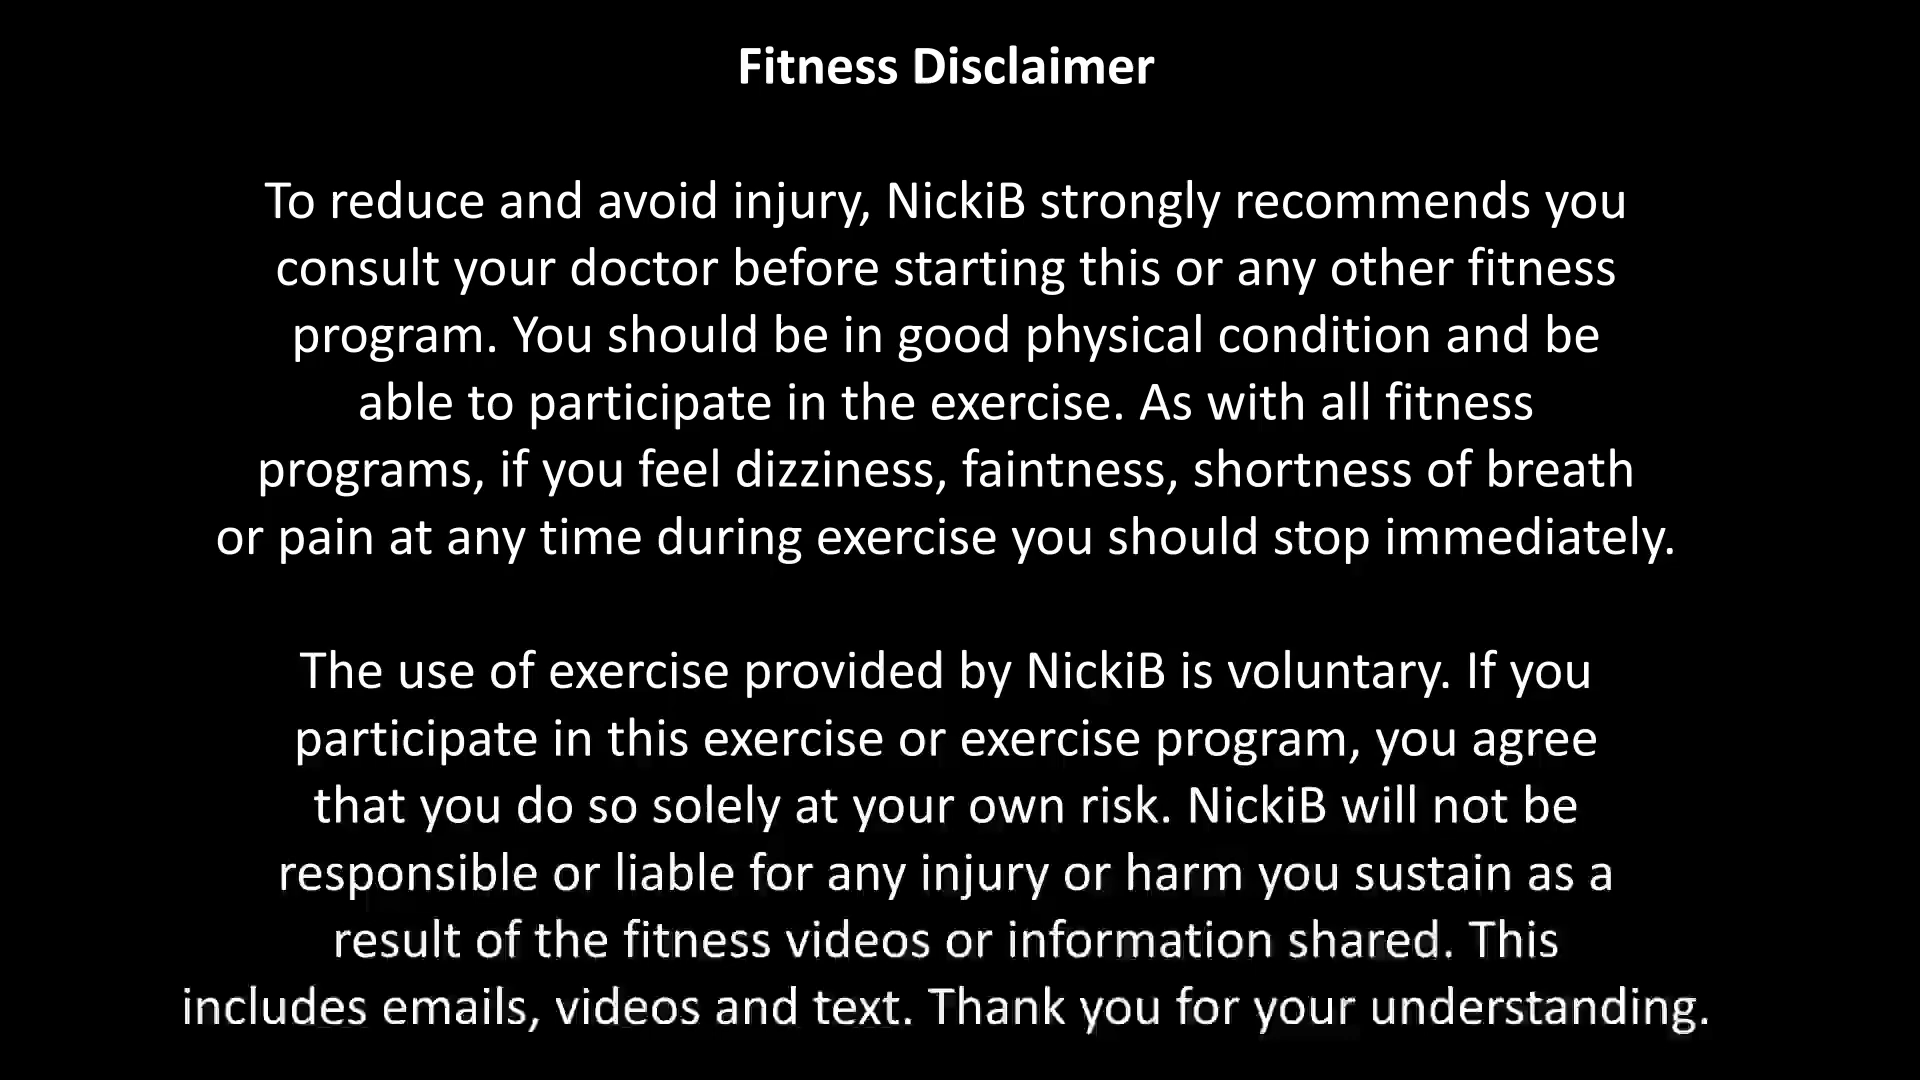 Fitness Disclaimer
To reduce and avoid injury, NickiB strongly recommends you
consult your doctor before starting this or any other fitness
program. You should be in good physical condition and be
able to participate in the exercise. As with all fitness
programs, if you feel dizziness, faintness, shortness of breath
or pain at any time during exercise you should stop immediately.
The use of exercise provided by NickiB is voluntary. If you
participate in this exercise or exercise program, you agree
that you do so solely at your own risk. NickiB will not be
responsible or liable for any injury or harm you sustain as a
result of the fitness videos or information shared. This
includes emails, videos and text. Thank you for your understanding.